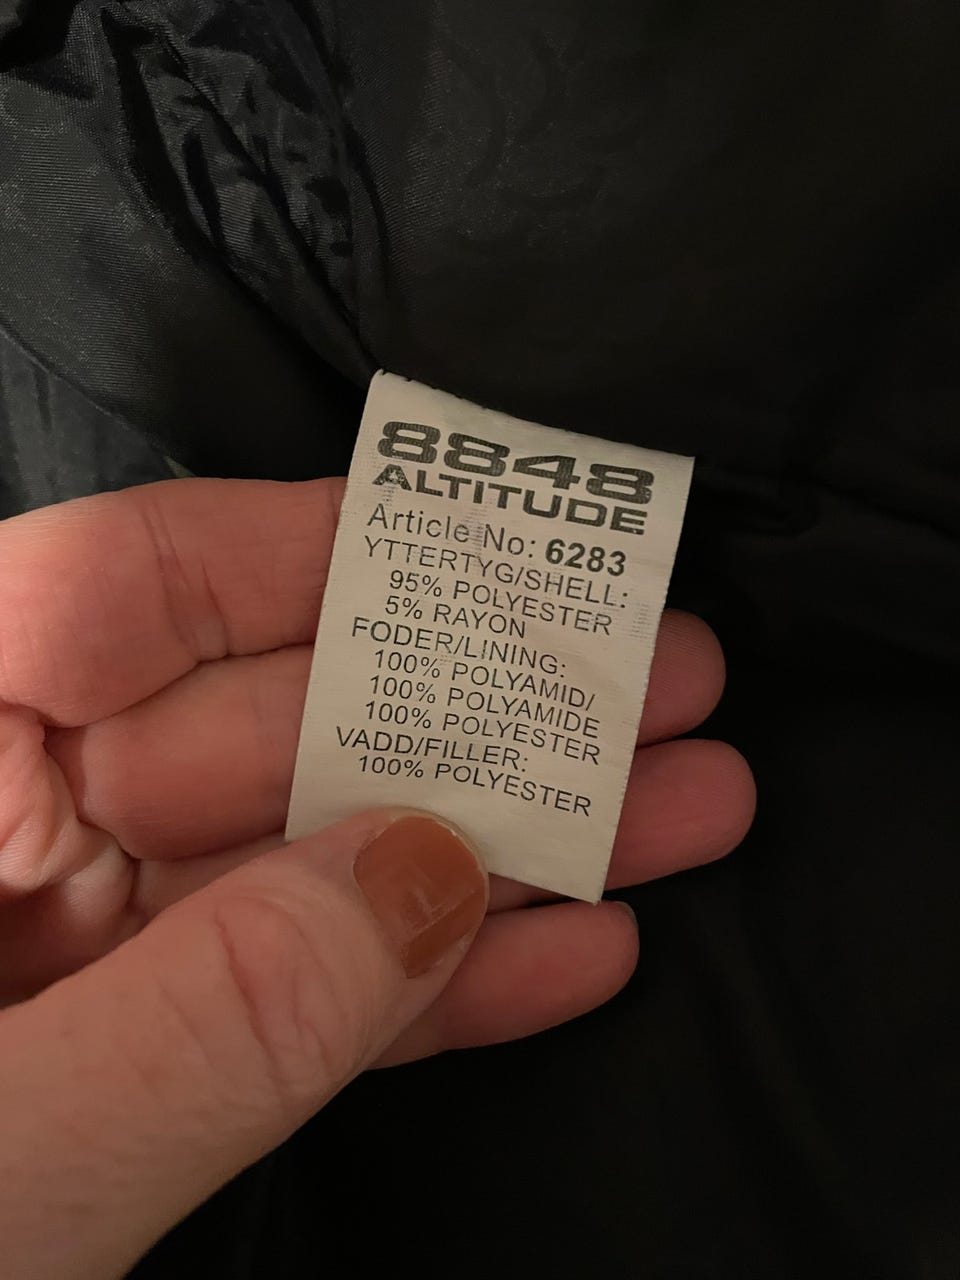 8848
ALTITUDE
Article No: 6283
YTTERTYG/SHELL:
95% POLYESTER
5% RAYON
FODER/LINING:
100% POLYAMID/
100% POLYAMIDE
100% POLYESTER
VADD/FILLER:
100% POLYESTER